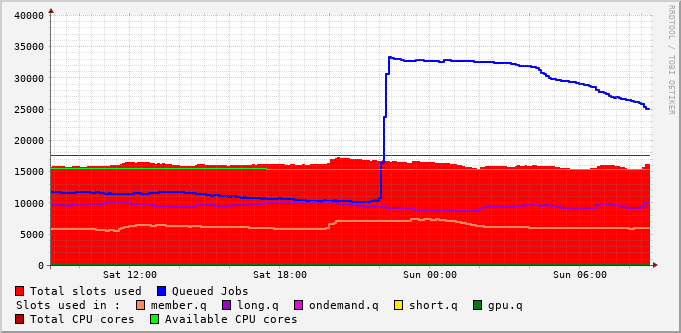 RRDTOOL / TOBI OETIKER
40000
35000
30000
25000
20000
15000
10000
5000
0
Sat 12:00 Sat 18:00 Sun 00:00 Sun 06:00
Total slots used Queued Jobs
Slots used in : member.q long.q ondemand.q short.q gpu.q
Total CPU cores Available CPU cores